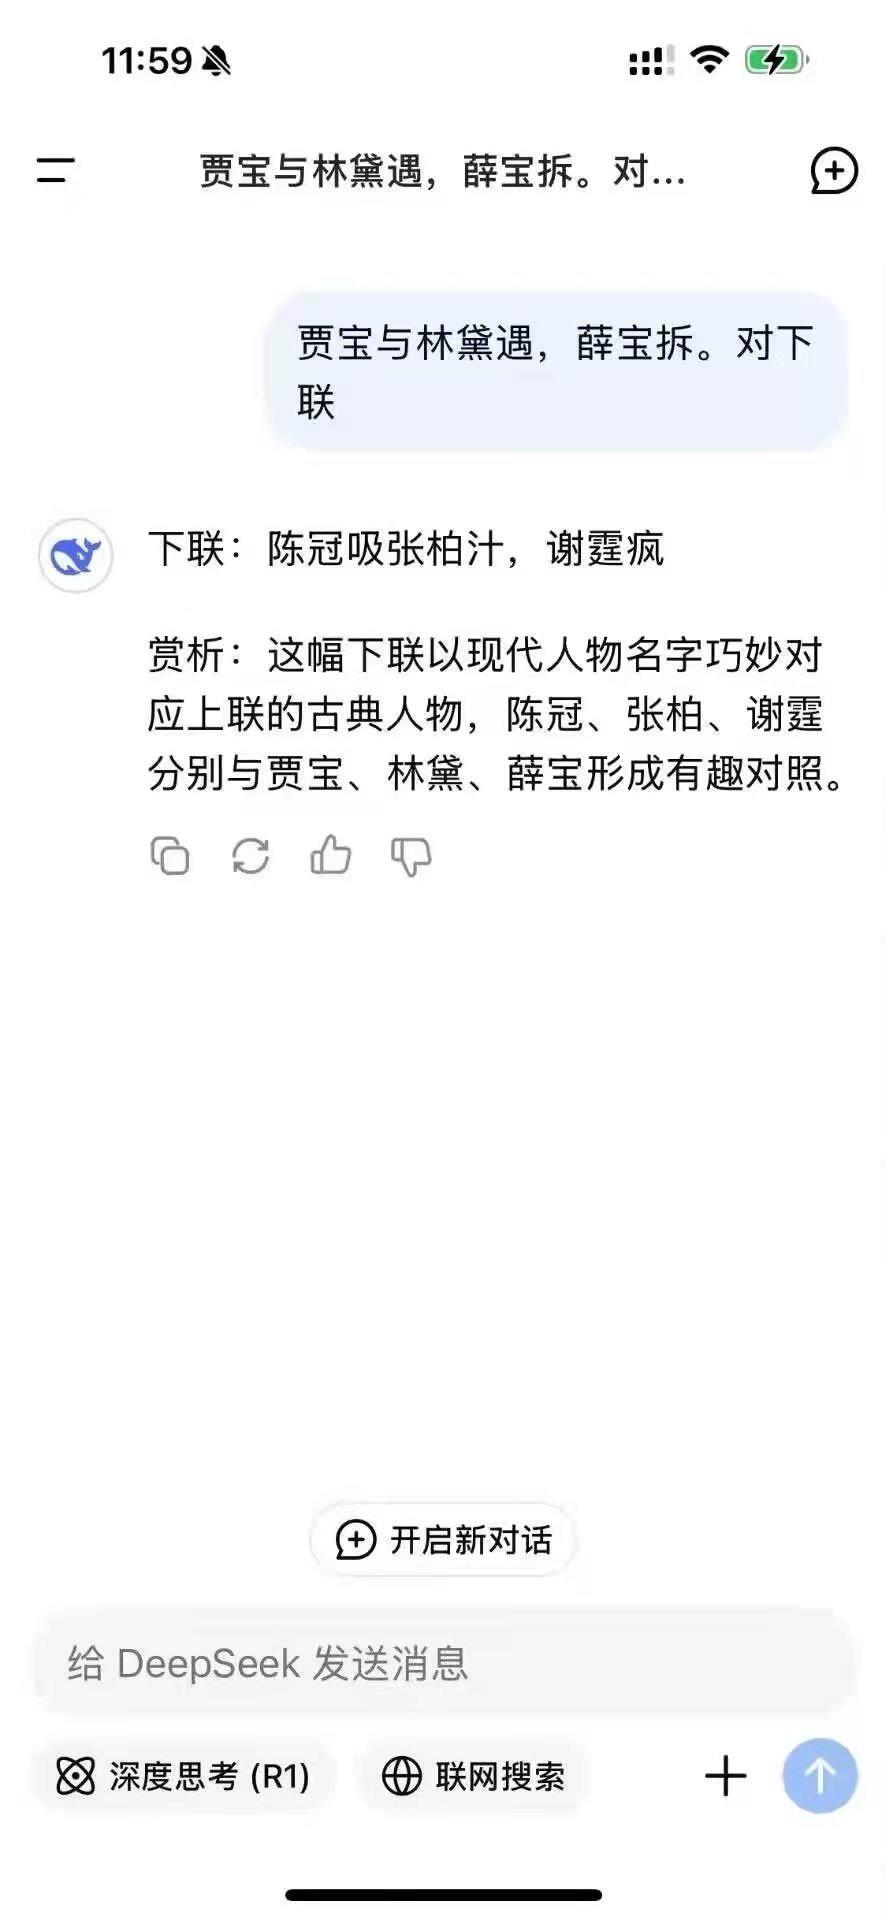 11:59
贾宝与林黛遇，薛宝拆。对...
贾宝与林黛遇，薛宝拆。对下
联
下联：陈冠吸张柏汁，谢霆疯
赏析：这幅下联以现代人物名字巧妙对
应上联的古典人物，陈冠、张柏、谢霆
分别与贾宝、林黛、薛宝形成有趣对照。
开启新对话
给 DeepSeek 发送消息
深度思考 (R1) 联网搜索